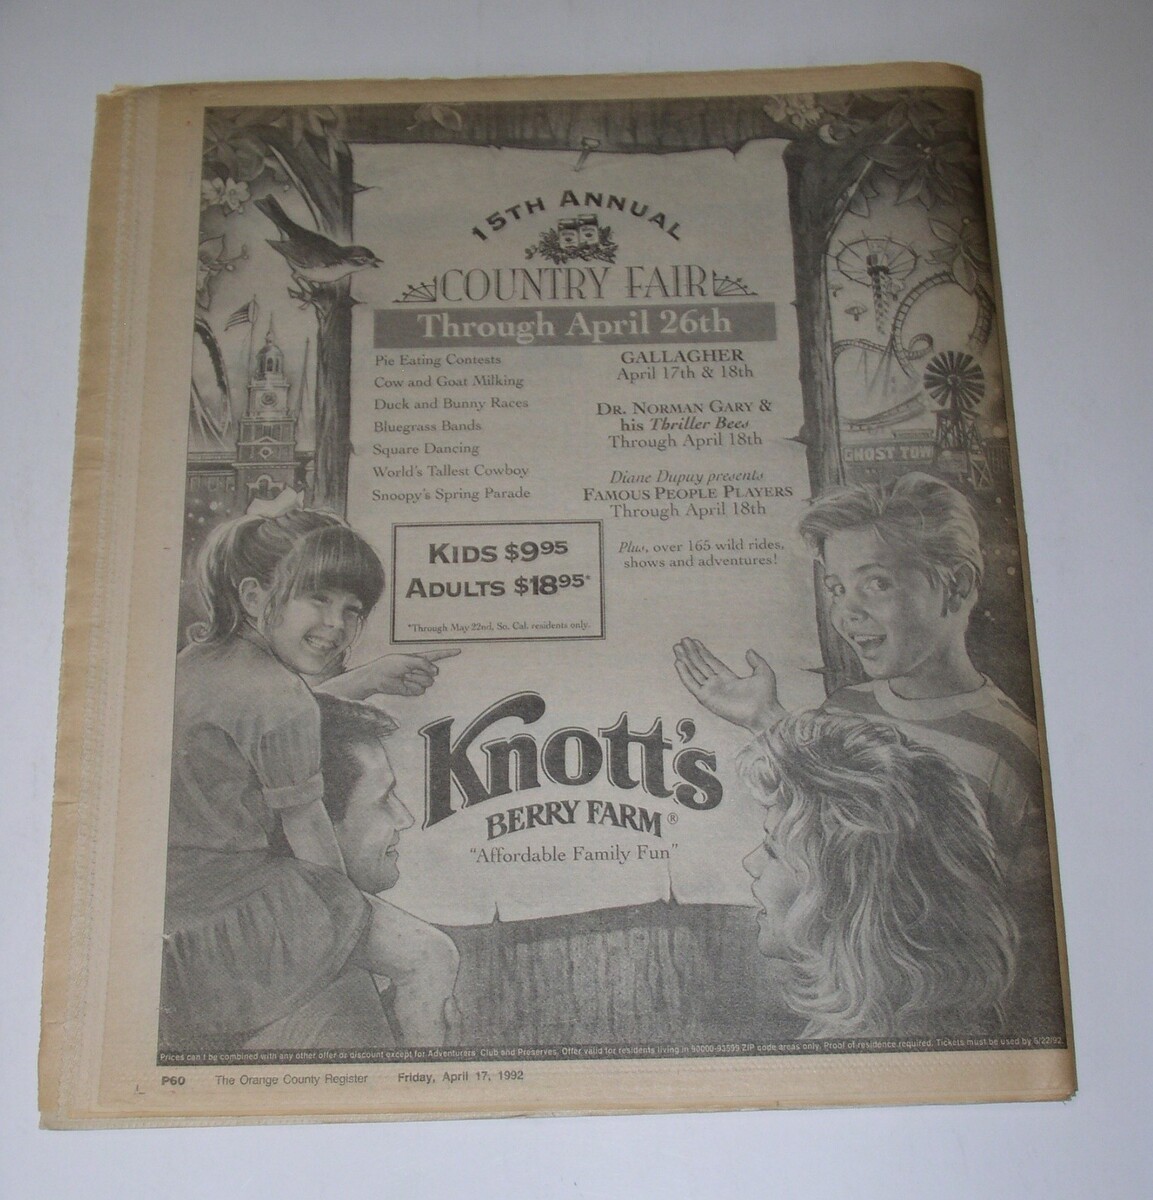 15TH ANNUAL
COUNTRY FAIR
Through April 26th
Pie Eating Contests
Cow and Goat Milking
Duck and Bunny Races
Bluegrass Bands
Square Dancing
World's Tallest Cowboy
Snoopy's Spring Parade
GALLAGHER
April 17th & 18th
DR. NORMAN GARY &
his Thriller Bees
Through April 18th
Diane Dupuy presents
FAMOUS PEOPLE PLAYERS
Through April 18th
Plus, over 165 wild rides,
shows and adventures!
KIDS $9.95
ADULTS $18.95*
*Through May 22nd, So. Cal. residents only.
GHOST TOWN
Knott's
BERRY FARM®
"Affordable Family Fun"
Prices can't be combined with any other offer or discount except for Adventurers Club and Preserves. Offer valid for residents living in 90000-93599 ZIP code areas only. Proof of residence required. Tickets must be used by 5/22/92.
P60 The Orange County Register Friday, April 17, 1992